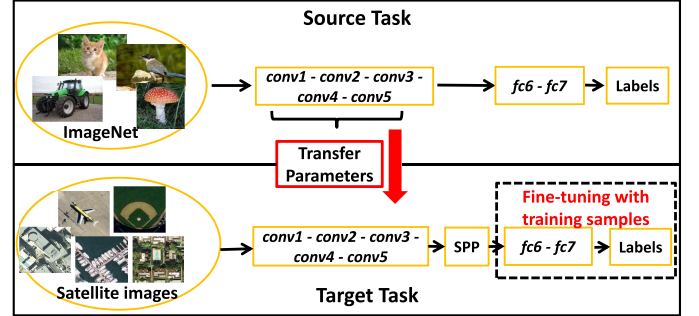 Source Task
ImageNet
conv1 - conv2 - conv3 -
conv4 - conv5
fc6 - fc7
Labels
Transfer
Parameters
Satellite images
conv1 - conv2 - conv3 -
conv4 - conv5
SPP
Fine-tuning with
training samples
fc6 - fc7
Labels
Target Task